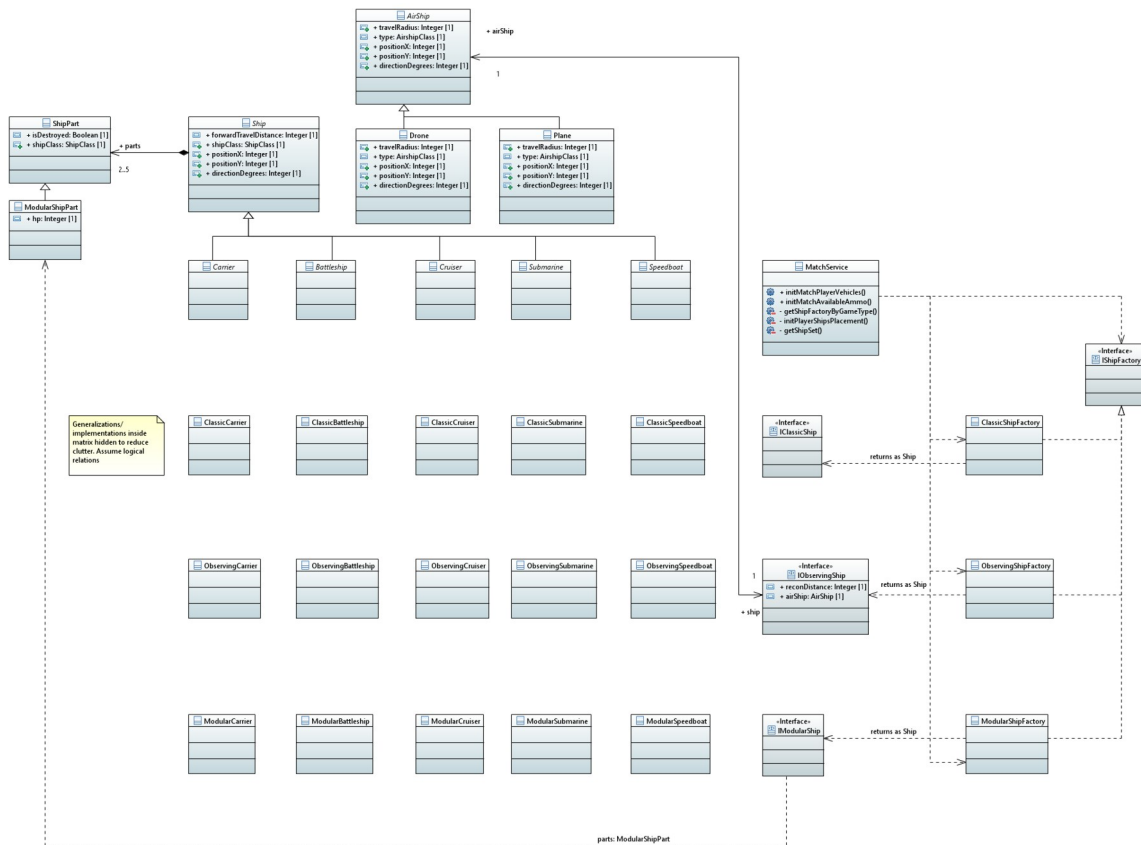 AirShip
+ travelRadius: Integer [1]
+ type: AirshipClass [1]
+ positionX: Integer [1]
+ positionY: Integer [1]
+ directionDegrees: Integer [1]
+ airShip
1
ShipPart
+ isDestroyed: Boolean [1]
+ shipClass: ShipClass [1]
+ parts
2..5
Ship
+ forwardTravelDistance: Integer [1]
+ shipClass: ShipClass [1]
+ positionX: Integer [1]
+ positionY: Integer [1]
+ directionDegrees: Integer [1]
Drone
+ travelRadius: Integer [1]
+ type: AirshipClass [1]
+ positionX: Integer [1]
+ positionY: Integer [1]
+ directionDegrees: Integer [1]
Plane
+ travelRadius: Integer [1]
+ type: AirshipClass [1]
+ positionX: Integer [1]
+ positionY: Integer [1]
+ directionDegrees: Integer [1]
ModularShipPart
+ hp: Integer [1]
Carrier
Battleship
Cruiser
Submarine
Speedboat
MatchService
+ initMatchPlayerVehicles()
+ initMatchAvailableAmmo()
- getShipFactoryByGameType()
- initPlayerShipsPlacement()
- getShipSet()
«Interface»
IShipFactory
Generalizations/
implementations inside
matrix hidden to reduce
clutter. Assume logical
relations
ClassicCarrier
ClassicBattleship
ClassicCruiser
ClassicSubmarine
ClassicSpeedboat
«Interface»
IClassicShip
returns as Ship
ClassicShipFactory
ObservingCarrier
ObservingBattleship
ObservingCruiser
ObservingSubmarine
ObservingSpeedboat
1
+ ship
«Interface»
IObservingShip
+ reconDistance: Integer [1]
+ airShip: AirShip [1]
returns as Ship
ObservingShipFactory
ModularCarrier
ModularBattleship
ModularCruiser
ModularSubmarine
ModularSpeedboat
«Interface»
IModularShip
returns as Ship
ModularShipFactory
parts: ModularShipPart